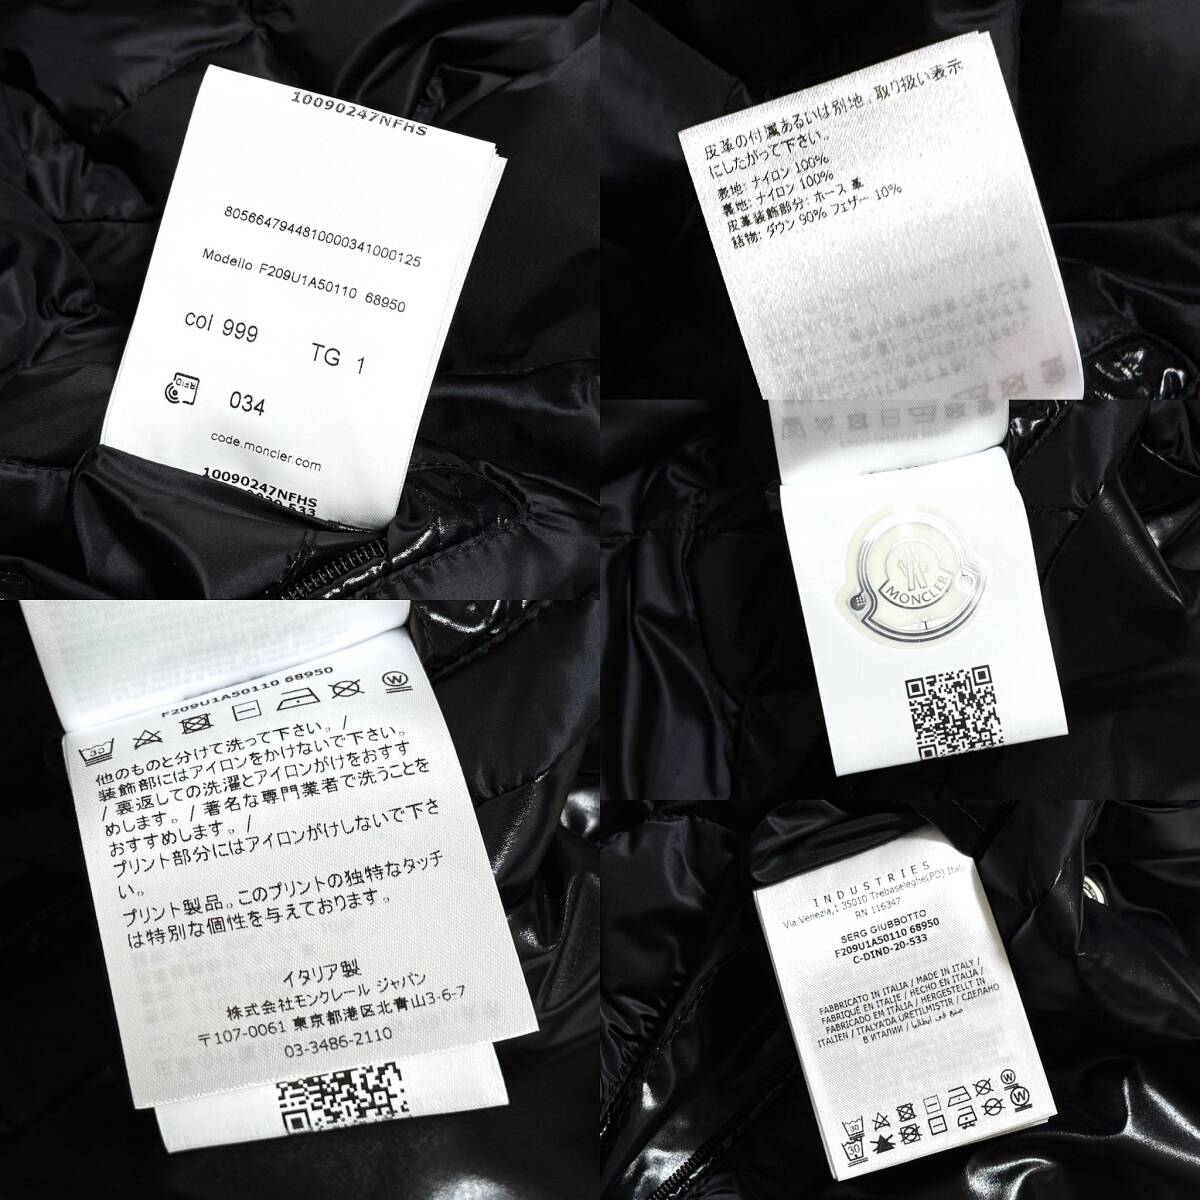 10090247NFHS
8056647944810000341000125
Modello F209U1A50110 68950
col 999 TG 1
RFID
034
code.moncler.com
10090247NFHS
皮革の付属あるいは別地、取り扱い表示
にしたがって下さい。
表地: ナイロン 100%
裏地: ナイロン 100%
皮革装飾部分: ホース 革
詰物: ダウン 90% フェザー 10%
MONCLER
F209U1A50110 68950
30
W
他のものと分けて洗って下さい。/
装飾部にはアイロンをかけないで下さい。
/ 裏返しての洗濯とアイロンがけをおすす
めします。/ 著名な専門業者で洗うことを
おすすめします。/
プリント部分にはアイロンがけしないで下さ
い。
プリント製品。このプリントの独特なタッチ
は特別な個性を与えております。
イタリア製
株式会社モンクレール ジャパン
〒107-0061 東京都港区北青山3-6-7
03-3486-2110
INDUSTRIES
Via Venezia,1 35010 Trebaseleghe(PD) Italy
RN 116347
SERG GIUBBOTTO
F209U1A50110 68950
C-DIND-20-533
FABBRICATO IN ITALIA / MADE IN ITALY /
FABRIQUÉ EN ITALIE / HECHO EN ITALIA /
FABRICADO EM ITÁLIA / HERGESTELLT IN
ITALIEN / ITALYA'DA ÜRETILMISTIR / СДЕЛАНО
В ИТАЛИИ / صنع في إيطاليا
30
W
30
W